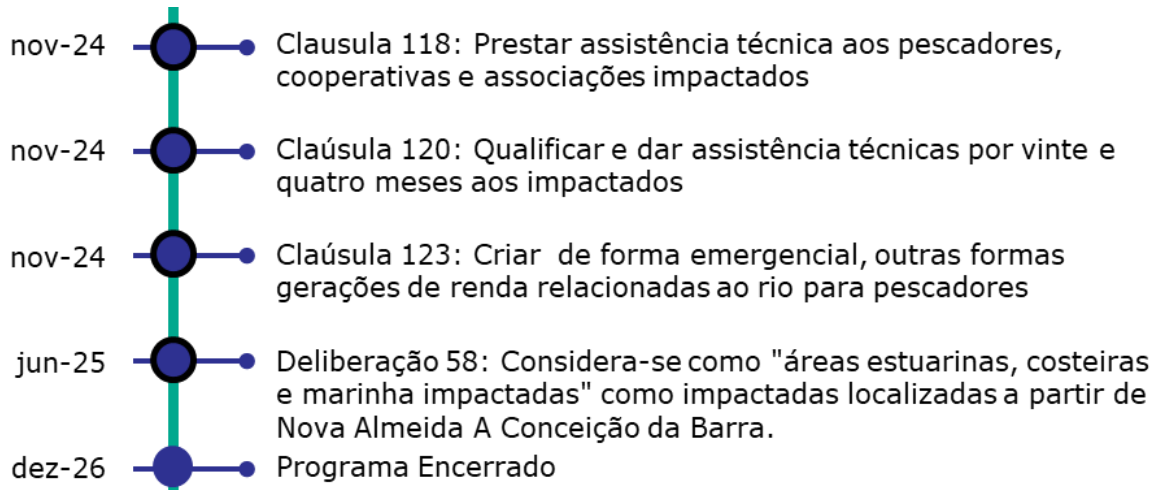 nov-24 Clausula 118: Prestar assistência técnica aos pescadores,
cooperativas e associações impactados
nov-24 Claúsula 120: Qualificar e dar assistência técnicas por vinte e
quatro meses aos impactados
nov-24 Claúsula 123: Criar de forma emergencial, outras formas
gerações de renda relacionadas ao rio para pescadores
jun-25 Deliberação 58: Considera-se como "áreas estuarinas, costeiras
e marinha impactadas" como impactadas localizadas a partir de
Nova Almeida A Conceição da Barra.
dez-26 Programa Encerrado